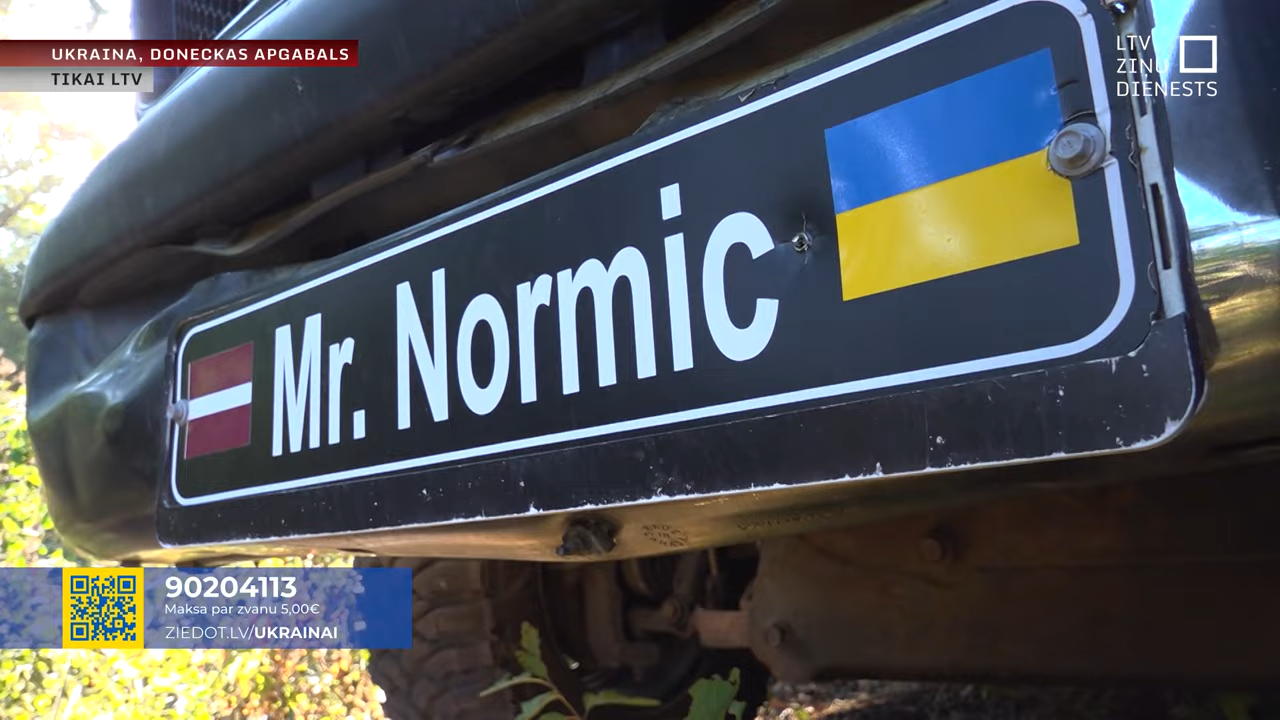 UKRAINA, DONECKAS APGABALS
TIKAI LTV
LTV
ZIŅU
DIENESTS
Mr. Normic
90204113
Maksa par zvanu 5,00€
ZIEDOT.LV/UKRAINAI